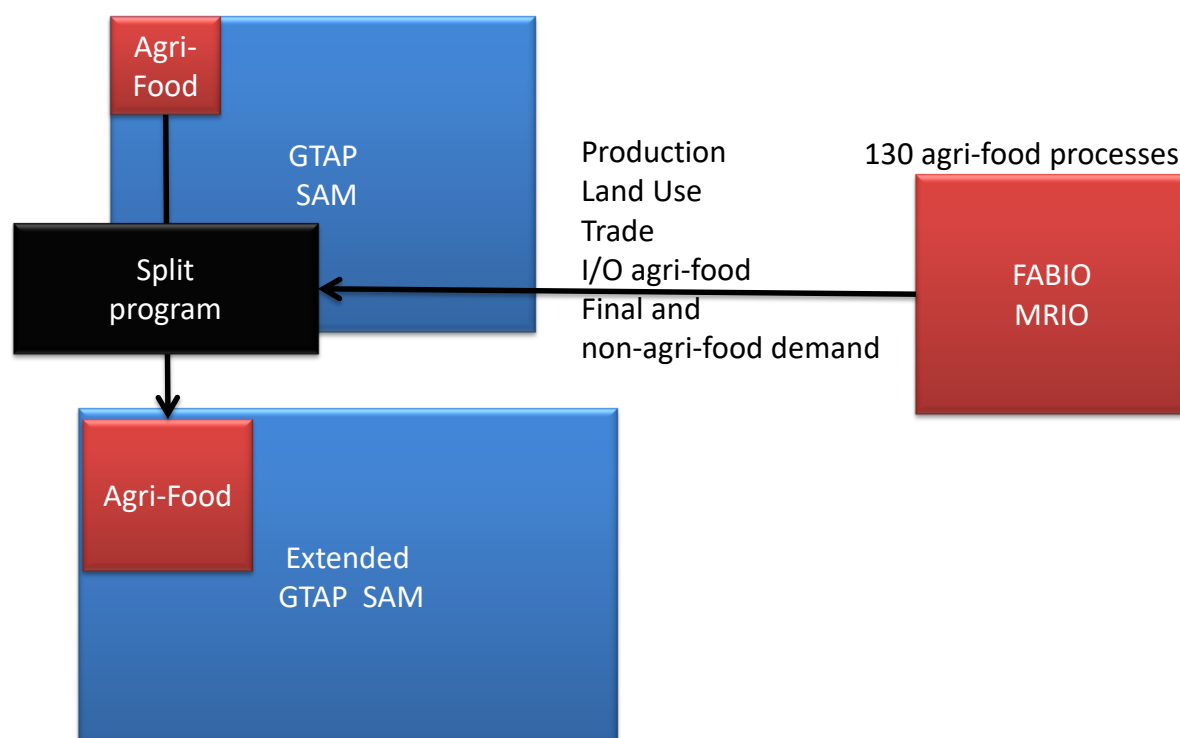 Agri-
Food
GTAP
SAM
Split
program
Production
Land Use
Trade
I/O agri-food
Final and
non-agri-food demand
130 agri-food processes
FABIO
MRIO
Agri-Food
Extended
GTAP SAM